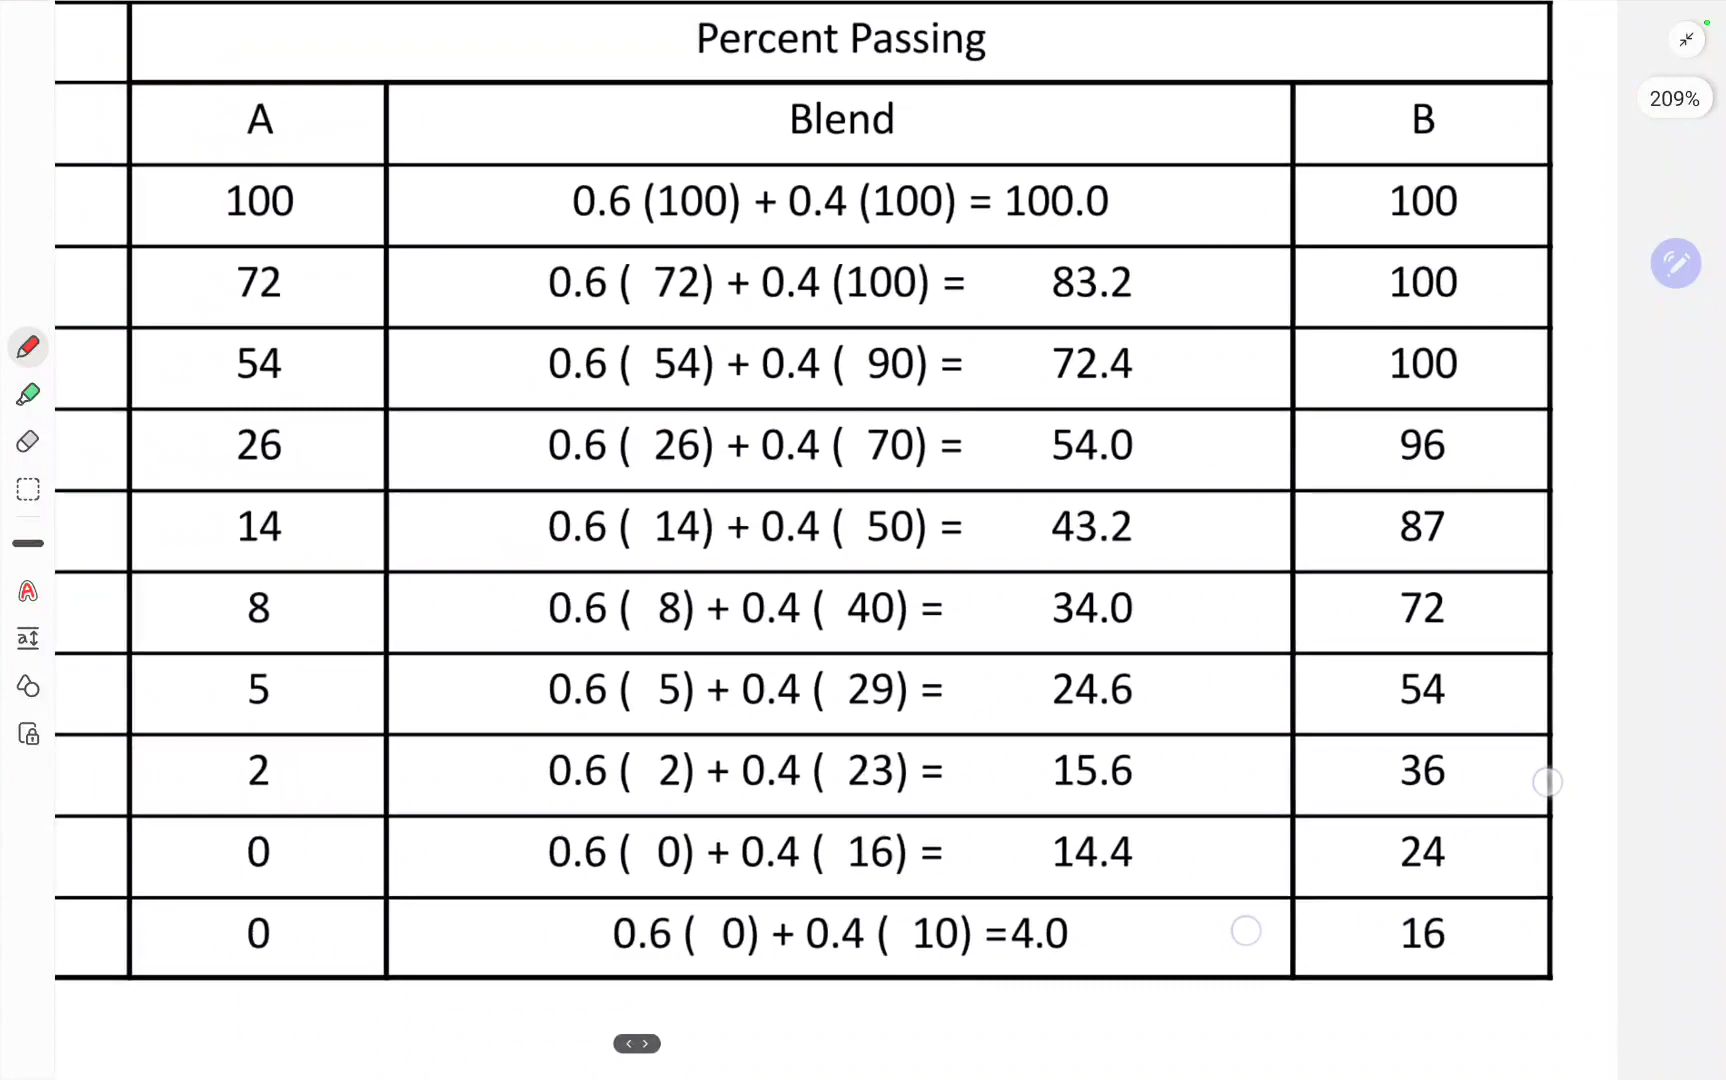 Percent Passing
A Blend B
100 0.6 (100) + 0.4 (100) = 100.0 100
72 0.6 ( 72) + 0.4 (100) = 83.2 100
54 0.6 ( 54) + 0.4 ( 90) = 72.4 100
26 0.6 ( 26) + 0.4 ( 70) = 54.0 96
14 0.6 ( 14) + 0.4 ( 50) = 43.2 87
8 0.6 ( 8) + 0.4 ( 40) = 34.0 72
5 0.6 ( 5) + 0.4 ( 29) = 24.6 54
2 0.6 ( 2) + 0.4 ( 23) = 15.6 36
0 0.6 ( 0) + 0.4 ( 16) = 14.4 24
0 0.6 ( 0) + 0.4 ( 10) =4.0 16
209%
A
a